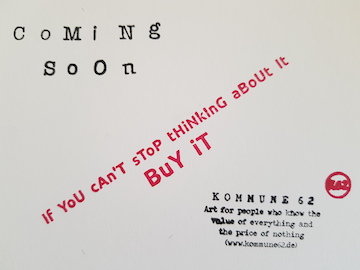 CoMiNg
SoOn
If YoU cAn'T sToP tHiNkInG aBoUt It
BuY iT
K.62
KOMMUNE 62
Art for people who know the
value of everything and
the price of nothing
(www.kommune62.de)